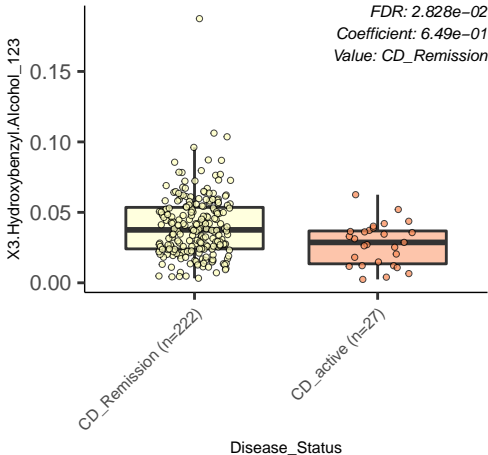 FDR: 2.828e−02
Coefficient: 6.49e−01
Value: CD_Remission
X3.Hydroxybenzyl.Alcohol_123
0.15
0.10
0.05
0.00
CD_Remission (n=222)
CD_active (n=27)
Disease_Status